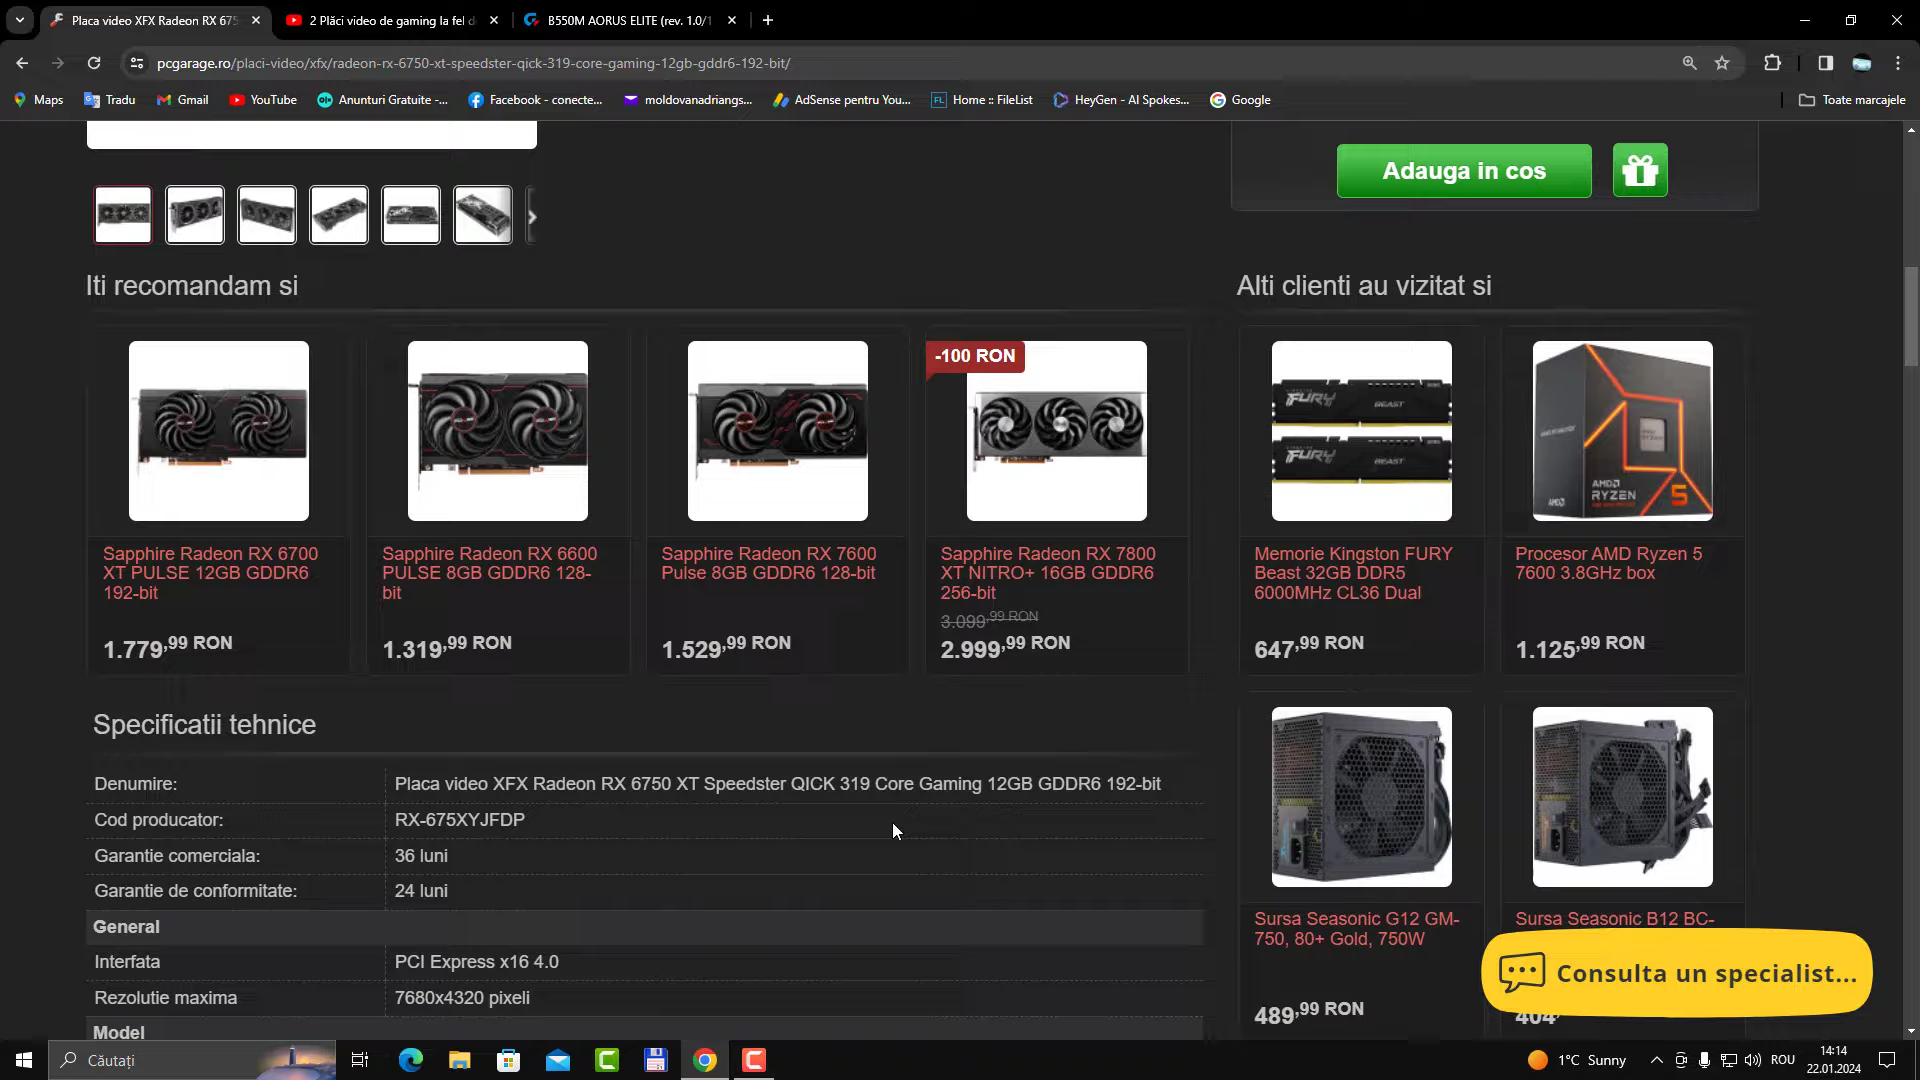 Placa video XFX Radeon RX 675
2 Plăci video de gaming la fel d
B550M AORUS ELITE (rev. 1.0/1
pcgarage.ro/placi-video/xfx/radeon-rx-6750-xt-speedster-qick-319-core-gaming-12gb-gddr6-192-bit/
Maps
Tradu
Gmail
YouTube
Anunturi Gratuite -...
Facebook - conecte...
moldovanadriangs...
AdSense pentru You...
FL
Home :: FileList
HeyGen - AI Spokes...
Google
Toate marcajele
Adauga in cos
Iti recomandam si
Alti clienti au vizitat si
-100 RON
FURY BEAST
FURY BEAST
AMD RYZEN 5
AMD
Sapphire Radeon RX 6700
XT PULSE 12GB GDDR6
192-bit
1.779,99 RON
Sapphire Radeon RX 6600
PULSE 8GB GDDR6 128-
bit
1.319,99 RON
Sapphire Radeon RX 7600
Pulse 8GB GDDR6 128-bit
1.529,99 RON
Sapphire Radeon RX 7800
XT NITRO+ 16GB GDDR6
256-bit
3.099,99 RON
2.999,99 RON
Memorie Kingston FURY
Beast 32GB DDR5
6000MHz CL36 Dual
647,99 RON
Procesor AMD Ryzen 5
7600 3.8GHz box
1.125,99 RON
Specificatii tehnice
Denumire: Placa video XFX Radeon RX 6750 XT Speedster QICK 319 Core Gaming 12GB GDDR6 192-bit
Cod producator: RX-675XYJFDP
Garantie comerciala: 36 luni
Garantie de conformitate: 24 luni
General
Interfata PCI Express x16 4.0
Rezolutie maxima 7680x4320 pixeli
Model
Sursa Seasonic G12 GM-
750, 80+ Gold, 750W
489,99 RON
Sursa Seasonic B12 BC-
404,
Consulta un specialist...
Căutați
1°C Sunny
ROU
14:14
22.01.2024